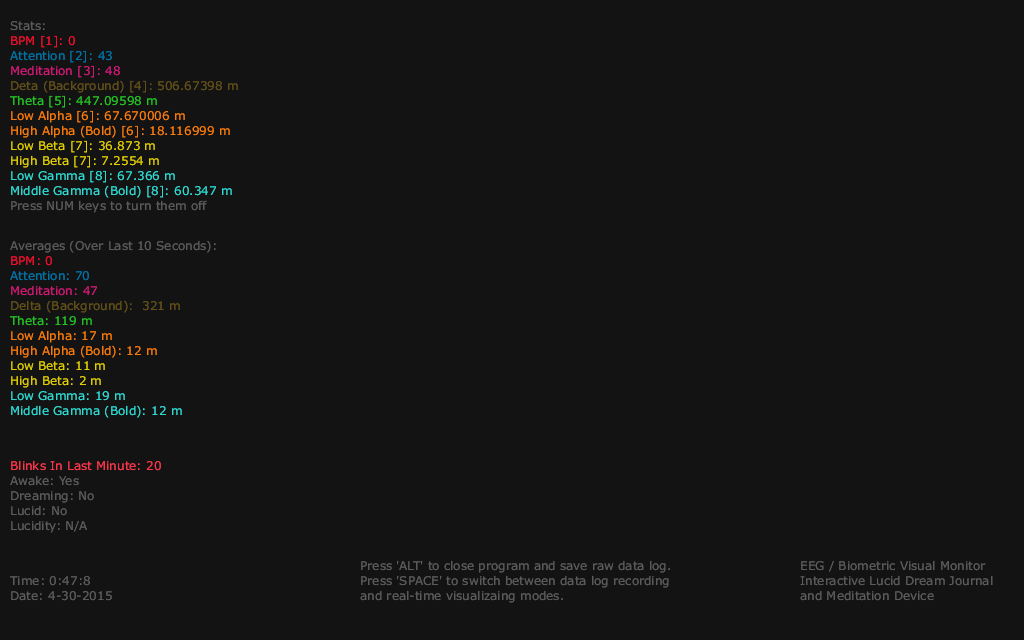 Stats:
BPM [1]: 0
Attention [2]: 43
Meditation [3]: 48
Deta (Background) [4]: 506.67398 m
Theta [5]: 447.09598 m
Low Alpha [6]: 67.670006 m
High Alpha (Bold) [6]: 18.116999 m
Low Beta [7]: 36.873 m
High Beta [7]: 7.2554 m
Low Gamma [8]: 67.366 m
Middle Gamma (Bold) [8]: 60.347 m
Press NUM keys to turn them off
Averages (Over Last 10 Seconds):
BPM: 0
Attention: 70
Meditation: 47
Delta (Background):  321 m
Theta: 119 m
Low Alpha: 17 m
High Alpha (Bold): 12 m
Low Beta: 11 m
High Beta: 2 m
Low Gamma: 19 m
Middle Gamma (Bold): 12 m
Blinks In Last Minute: 20
Awake: Yes
Dreaming: No
Lucid: No
Lucidity: N/A
Time: 0:47:8
Date: 4-30-2015
Press 'ALT' to close program and save raw data log.
Press 'SPACE' to switch between data log recording
and real-time visualizaing modes.
EEG / Biometric Visual Monitor
Interactive Lucid Dream Journal
and Meditation Device